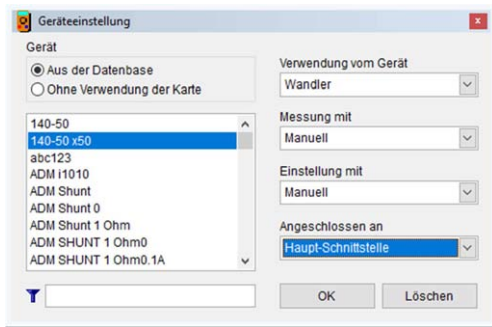 Geräteeinstellung
Gerät
Aus der Datenbase
Ohne Verwendung der Karte
140-50
140-50 x50
abc123
ADM i1010
ADM Shunt
ADM Shunt 0
ADM Shunt 1 Ohm
ADM SHUNT 1 Ohm0
ADM SHUNT 1 Ohm0.1A
Verwendung vom Gerät
Wandler
Messung mit
Manuell
Einstellung mit
Manuell
Angeschlossen an
Haupt-Schnittstelle
OK
Löschen